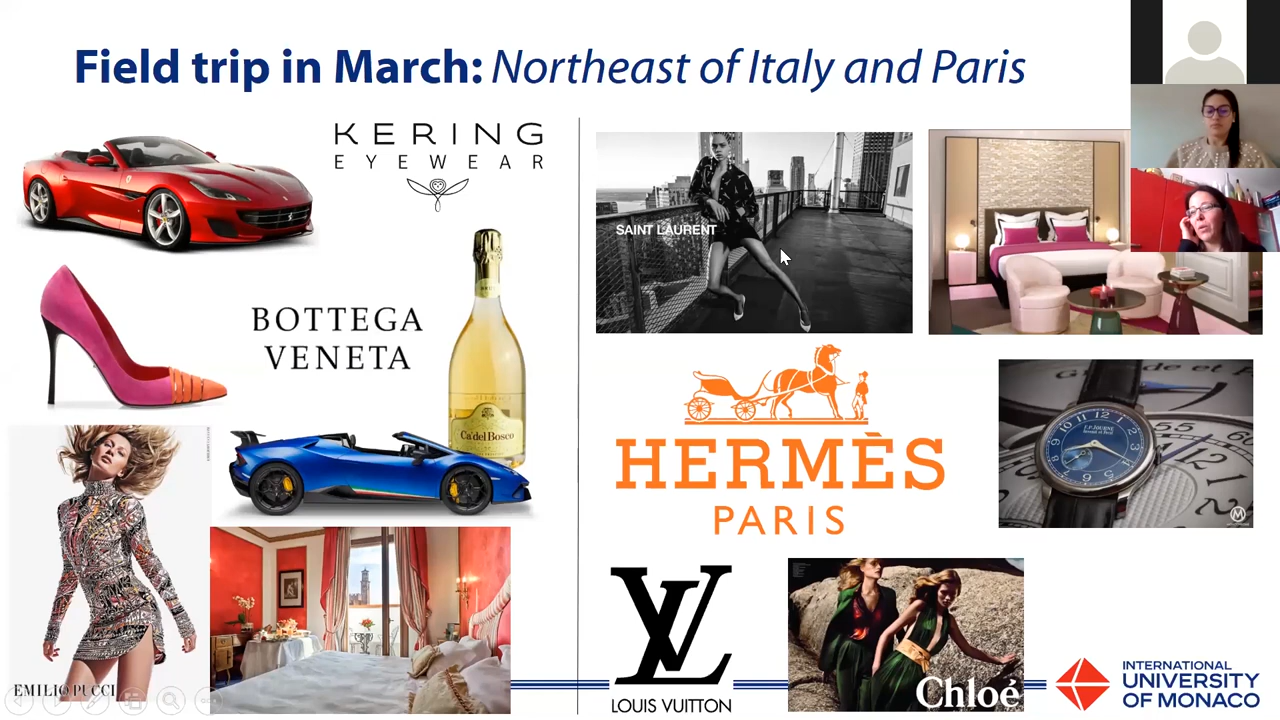 Field trip in March: Northeast of Italy and Paris
KERING
EYEWEAR
BOTTEGA
VENETA
Ca'del Bosco
EMILIO PUCCI
SAINT LAURENT
HERMÈS
PARIS
F.P.JOURNE
LOUIS VUITTON
Chloé
INTERNATIONAL
UNIVERSITY
OF MONACO